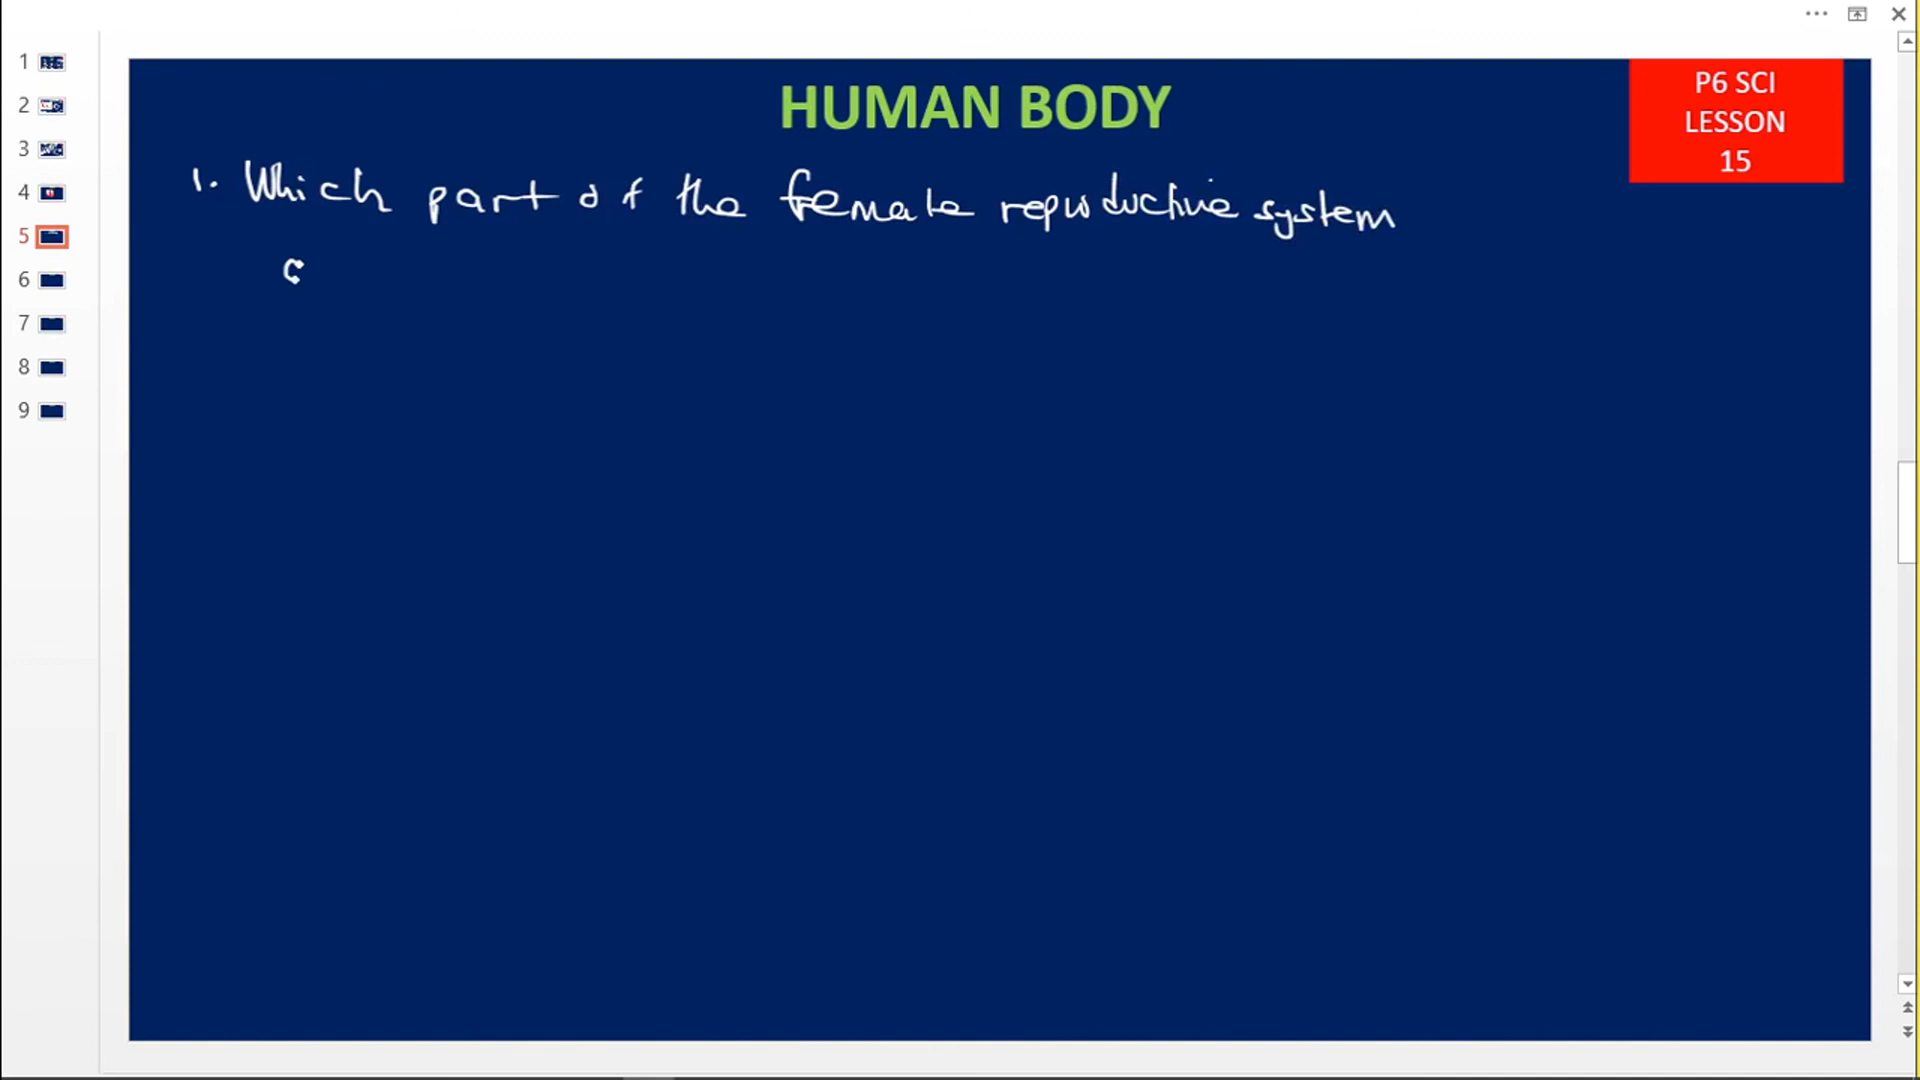 HUMAN BODY
P6 SCI
LESSON
15
1. Which part of the female reproductive system
1
2
3
4
5
6
7
8
9